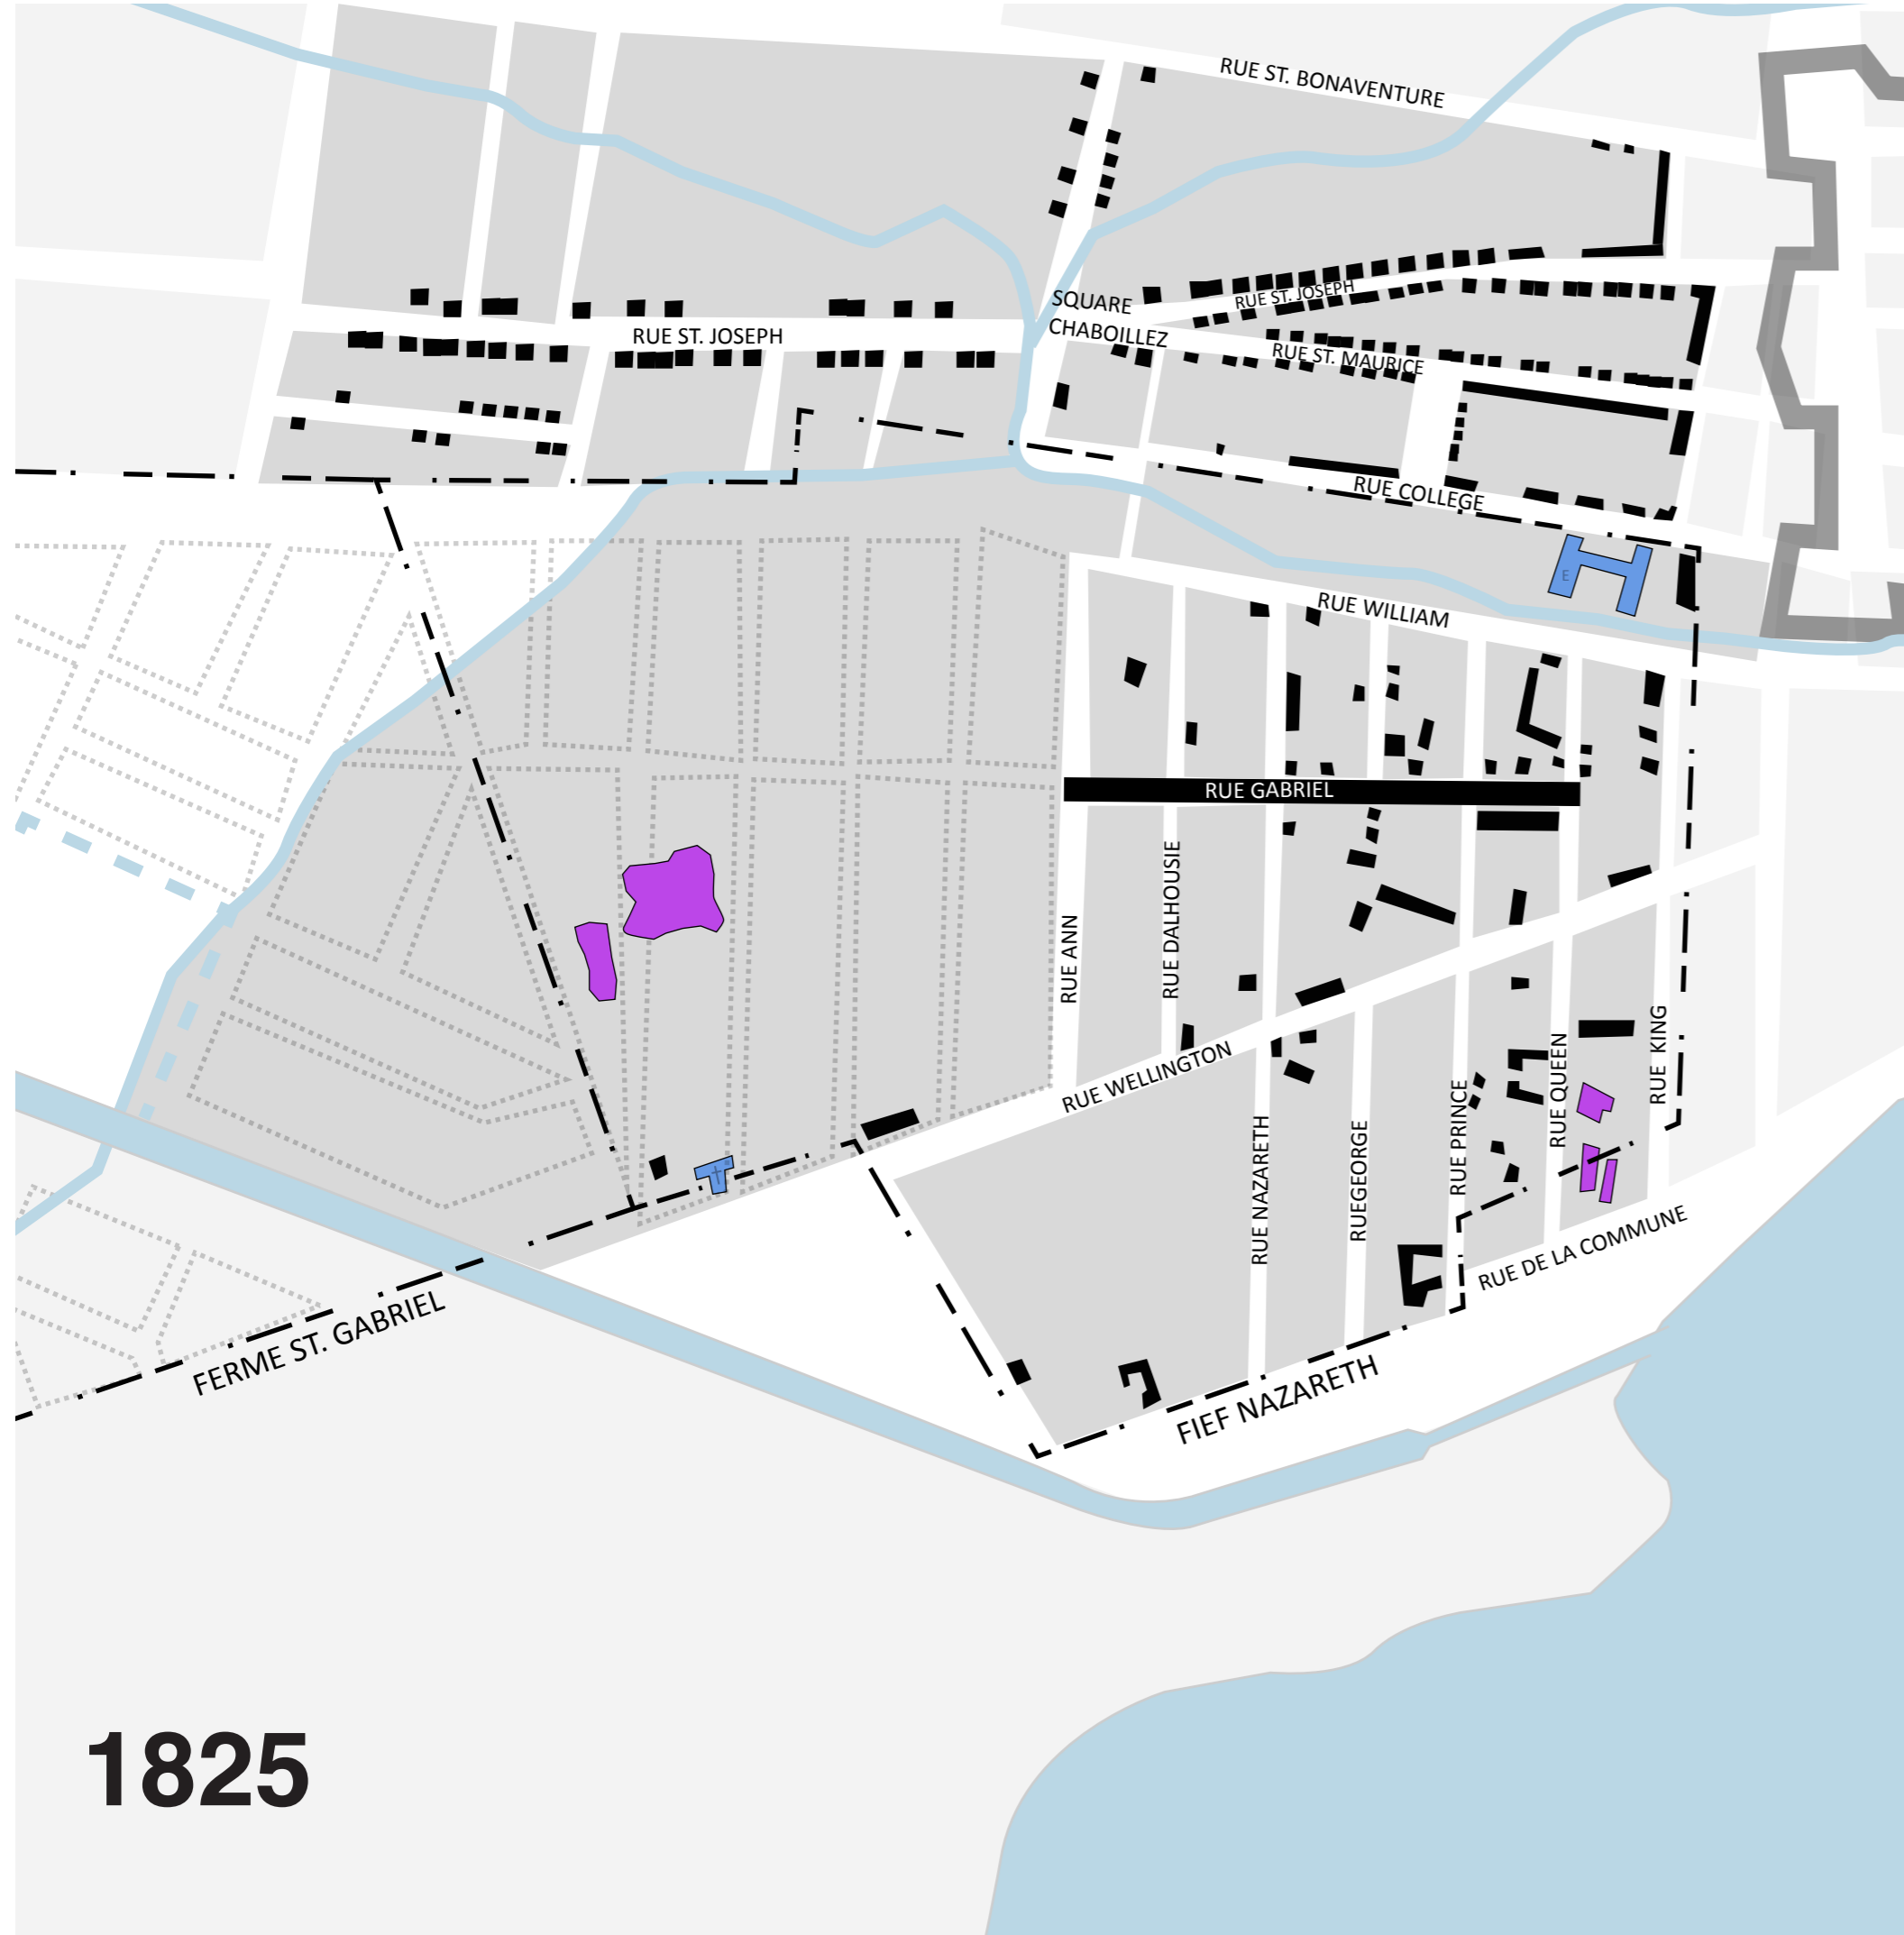 RUE ST. BONAVENTURE
RUE ST. JOSEPH
SQUARE
CHABOILLEZ
RUE ST. JOSEPH
RUE ST. MAURICE
RUE COLLEGE
E
RUE WILLIAM
RUE GABRIEL
RUE ANN
RUE DALHOUSIE
RUE WELLINGTON
RUE NAZARETH
RUEGEORGE
RUE PRINCE
RUE QUEEN
RUE KING
RUE DE LA COMMUNE
FERME ST. GABRIEL
FIEF NAZARETH
1825